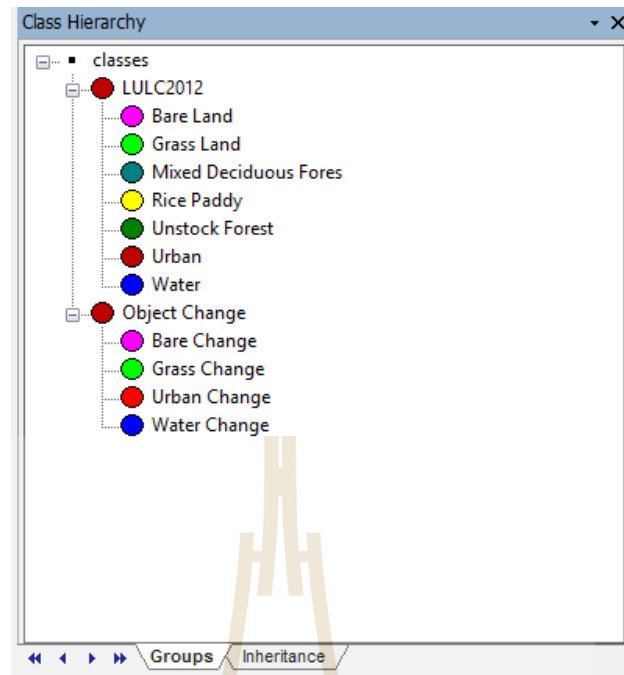 Class Hierarchy
classes
LULC2012
Bare Land
Grass Land
Mixed Deciduous Fores
Rice Paddy
Unstock Forest
Urban
Water
Object Change
Bare Change
Grass Change
Urban Change
Water Change
Groups Inheritance